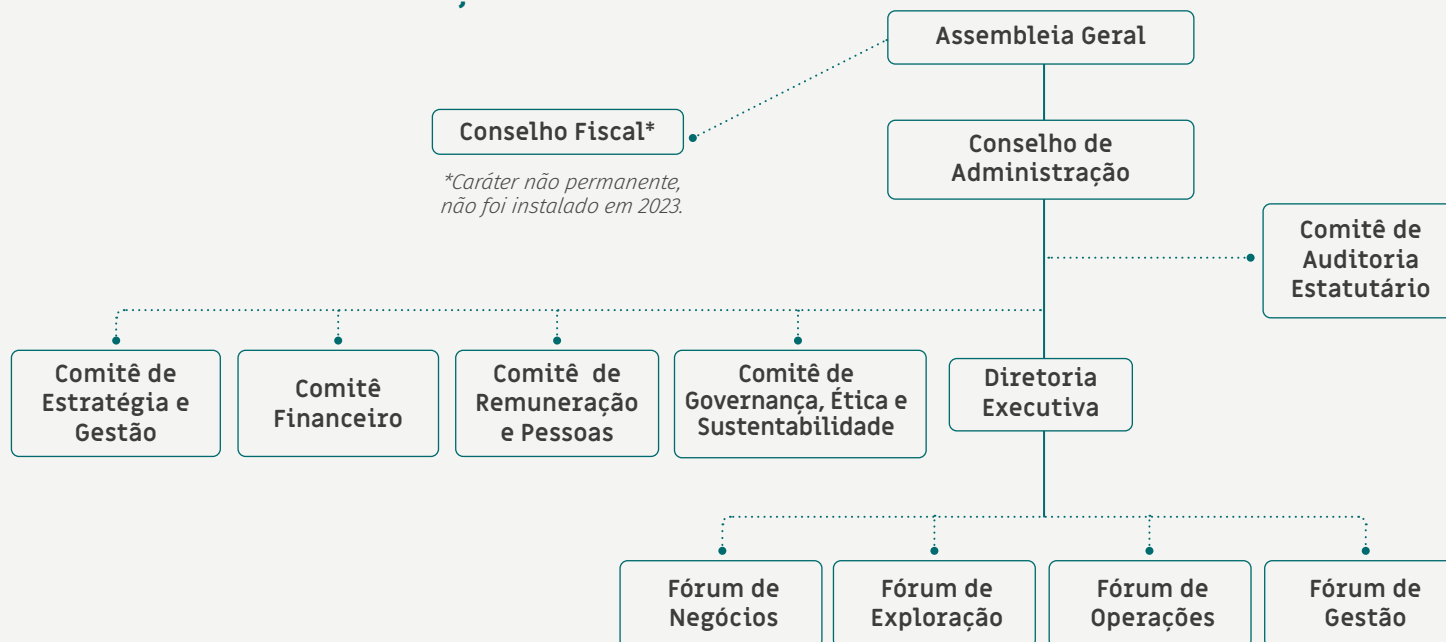 Assembleia Geral
Conselho Fiscal*
*Caráter não permanente,
não foi instalado em 2023.
Conselho de
Administração
Comitê de
Auditoria
Estatutário
Comitê de
Estratégia e
Gestão
Comitê
Financeiro
Comitê de
Remuneração
e Pessoas
Comitê de
Governança, Ética e
Sustentabilidade
Diretoria
Executiva
Fórum de
Negócios
Fórum de
Exploração
Fórum de
Operações
Fórum de
Gestão